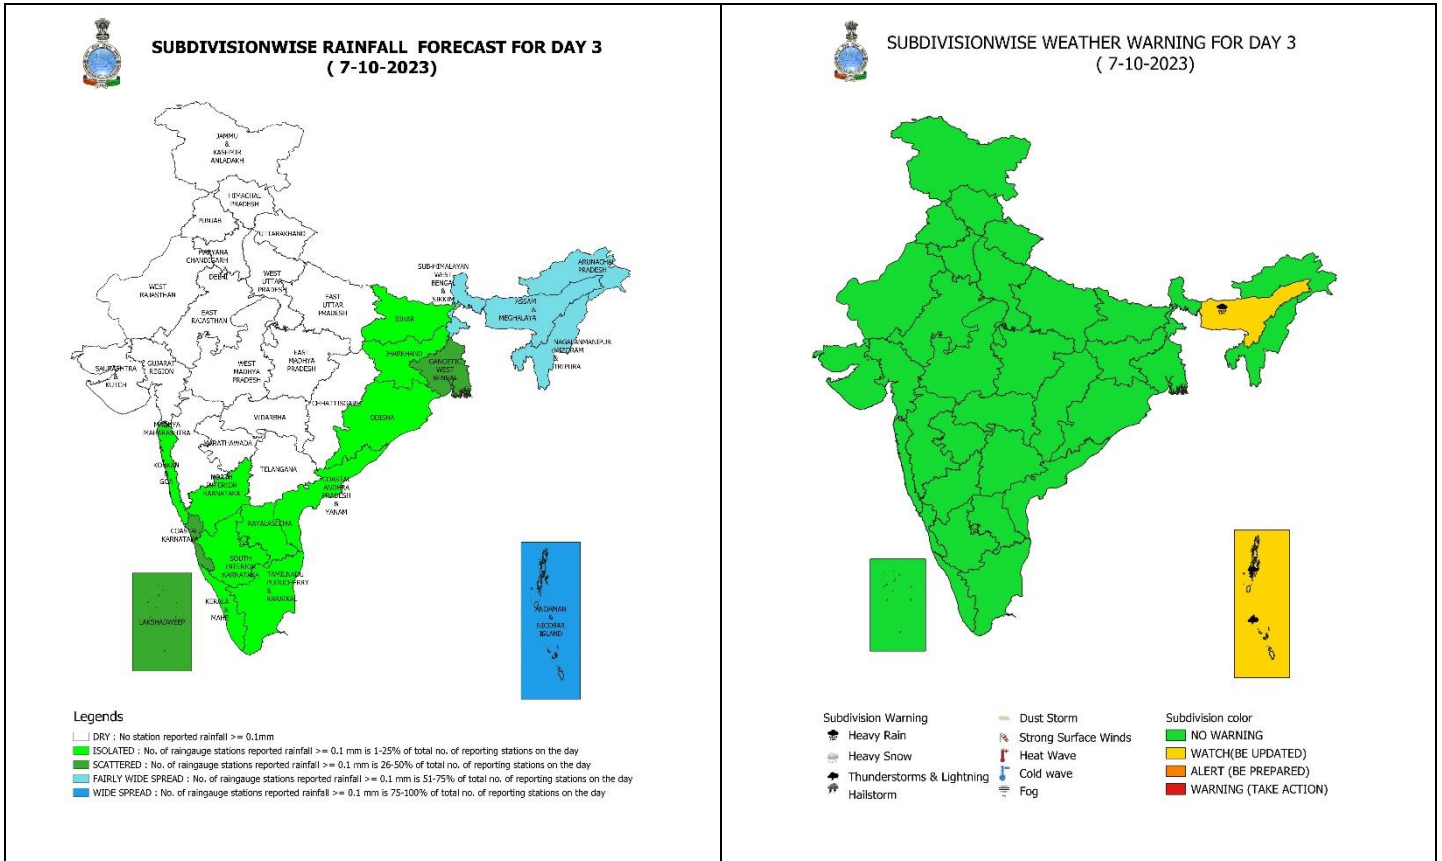 SUBDIVISIONWISE RAINFALL FORECAST FOR DAY 3
( 7-10-2023)
JAMMU
&
KASHMIR
ANLADAKH
HIMACHAL
PRADESH
PUNJAB
UTTARAKHAND
HARYANA
CHANDIGARH
DELHI
WEST
UTTAR
PRADESH
WEST
RAJASTHAN
EAST
UTTAR
PRADESH
EAST
RAJASTHAN
SUB-HIMALAYAN
WEST
BENGAL
&
SIKKIM
ARUNACHAL
PRADESH
ASSAM
&
MEGHALAYA
NAGALANMANIPUR
MIZORAM
&
TRIPURA
BIHAR
JHARKHAND
GANGETIC
WEST
BENGAL
SAURASHTRA
&
KUTCH
GUJARAT
REGION
WEST
MADHYA
PRADESH
EAST
MADHYA
PRADESH
CHHATTISGARH
ODISHA
VIDARBHA
MADHYA
MAHARASHTRA
MARATHAWADA
TELANGANA
KONKAN
GOA
NORTH
INTERIOR
KARNATAKA
COASTAL
ANDHRA
PRADESH
&
YANAM
RAYALASEEMA
COASTAL
KARNATAKA
SOUTH
INTERIOR
KARNATAKA
TAMILNADU
PUDUCHERRY
&
KARAIKAL
KERALA
&
MAHE
LAKSHADWEEP
ANDAMAN
&
NICOBAR
ISLAND
Legends
DRY : No station reported rainfall >= 0.1mm
ISOLATED : No. of raingauge stations reported rainfall >= 0.1 mm is 1-25% of total no. of reporting stations on the day
SCATTERED : No. of raingauge stations reported rainfall >= 0.1 mm is 26-50% of total no. of reporting stations on the day
FAIRLY WIDE SPREAD : No. of raingauge stations reported rainfall >= 0.1 mm is 51-75% of total no. of reporting stations on the day
WIDE SPREAD : No. of raingauge stations reported rainfall >= 0.1 mm is 75-100% of total no. of reporting stations on the day
SUBDIVISIONWISE WEATHER WARNING FOR DAY 3
( 7-10-2023)
Subdivision Warning
Heavy Rain
Heavy Snow
Thunderstorms & Lightning
Hailstorm
Dust Storm
Strong Surface Winds
Heat Wave
Cold wave
Fog
Subdivision color
NO WARNING
WATCH(BE UPDATED)
ALERT (BE PREPARED)
WARNING (TAKE ACTION)